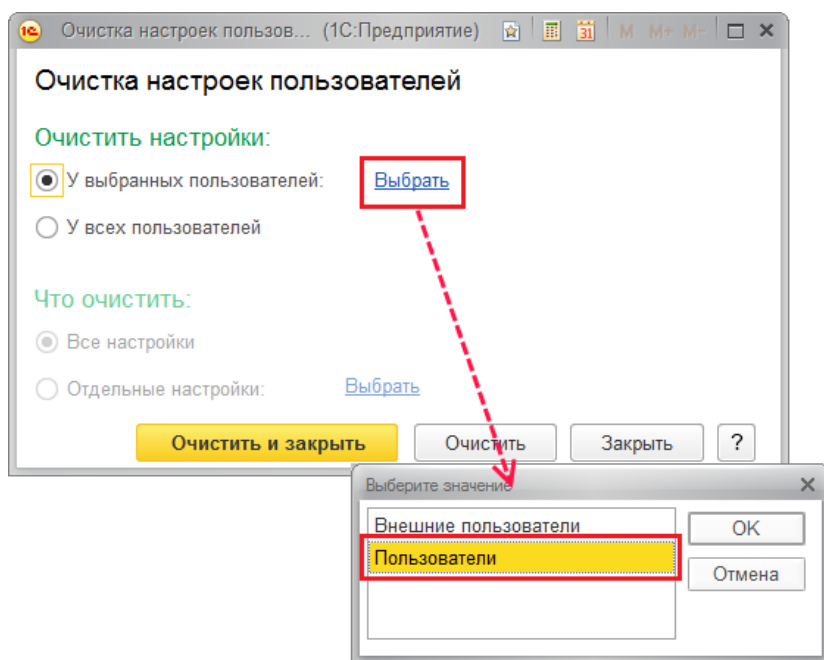 Очистка настроек пользов... (1С:Предприятие) 31 M M+ M-
Очистка настроек пользователей
Очистить настройки:
У выбранных пользователей: Выбрать
У всех пользователей
Что очистить:
Все настройки
Отдельные настройки: Выбрать
Очистить и закрыть Очистить Закрыть ?
Выберите значение
Внешние пользователи OK
Пользователи
Отмена